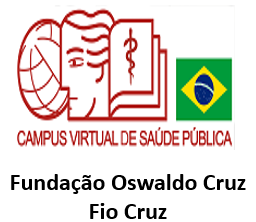 CAMPUS VIRTUAL DE SAÚDE PÚBLICA
Fundação Oswaldo Cruz
Fio Cruz